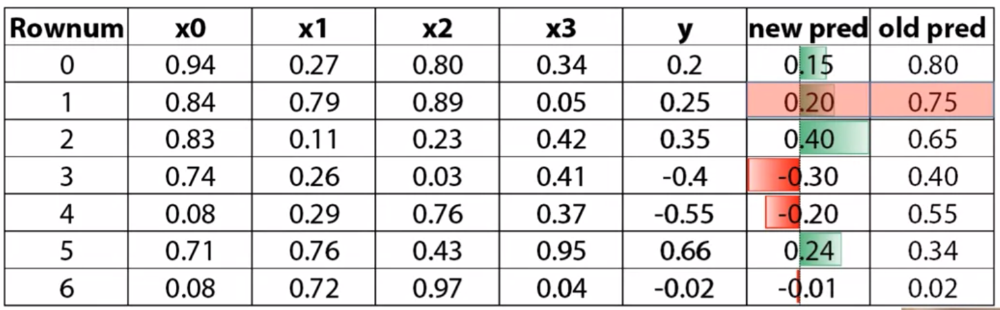 Rownum x0 x1 x2 x3 y new pred old pred
0 0.94 0.27 0.80 0.34 0.2 0.15 0.80
1 0.84 0.79 0.89 0.05 0.25 0.20 0.75
2 0.83 0.11 0.23 0.42 0.35 0.40 0.65
3 0.74 0.26 0.03 0.41 -0.4 -0.30 0.40
4 0.08 0.29 0.76 0.37 -0.55 -0.20 0.55
5 0.71 0.76 0.43 0.95 0.66 0.24 0.34
6 0.08 0.72 0.97 0.04 -0.02 -0.01 0.02